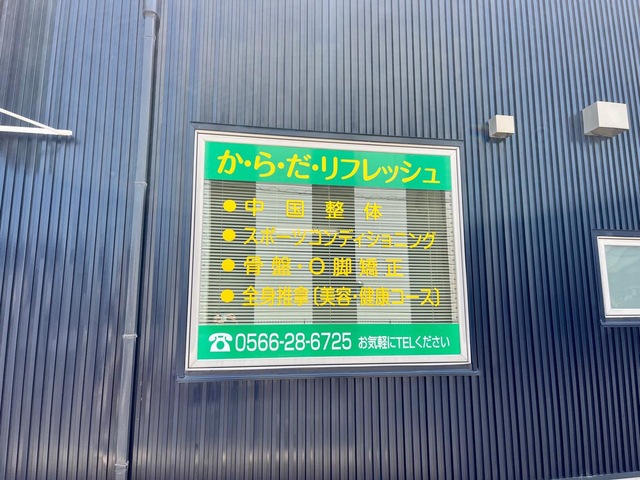 か・ら・だ・リフレッシュ
●中国整体
●スポーツコンディショニング
●骨盤・O脚矯正
●全身推拿(美容・健康コース)
☎0566-28-6725 お気軽にTELください